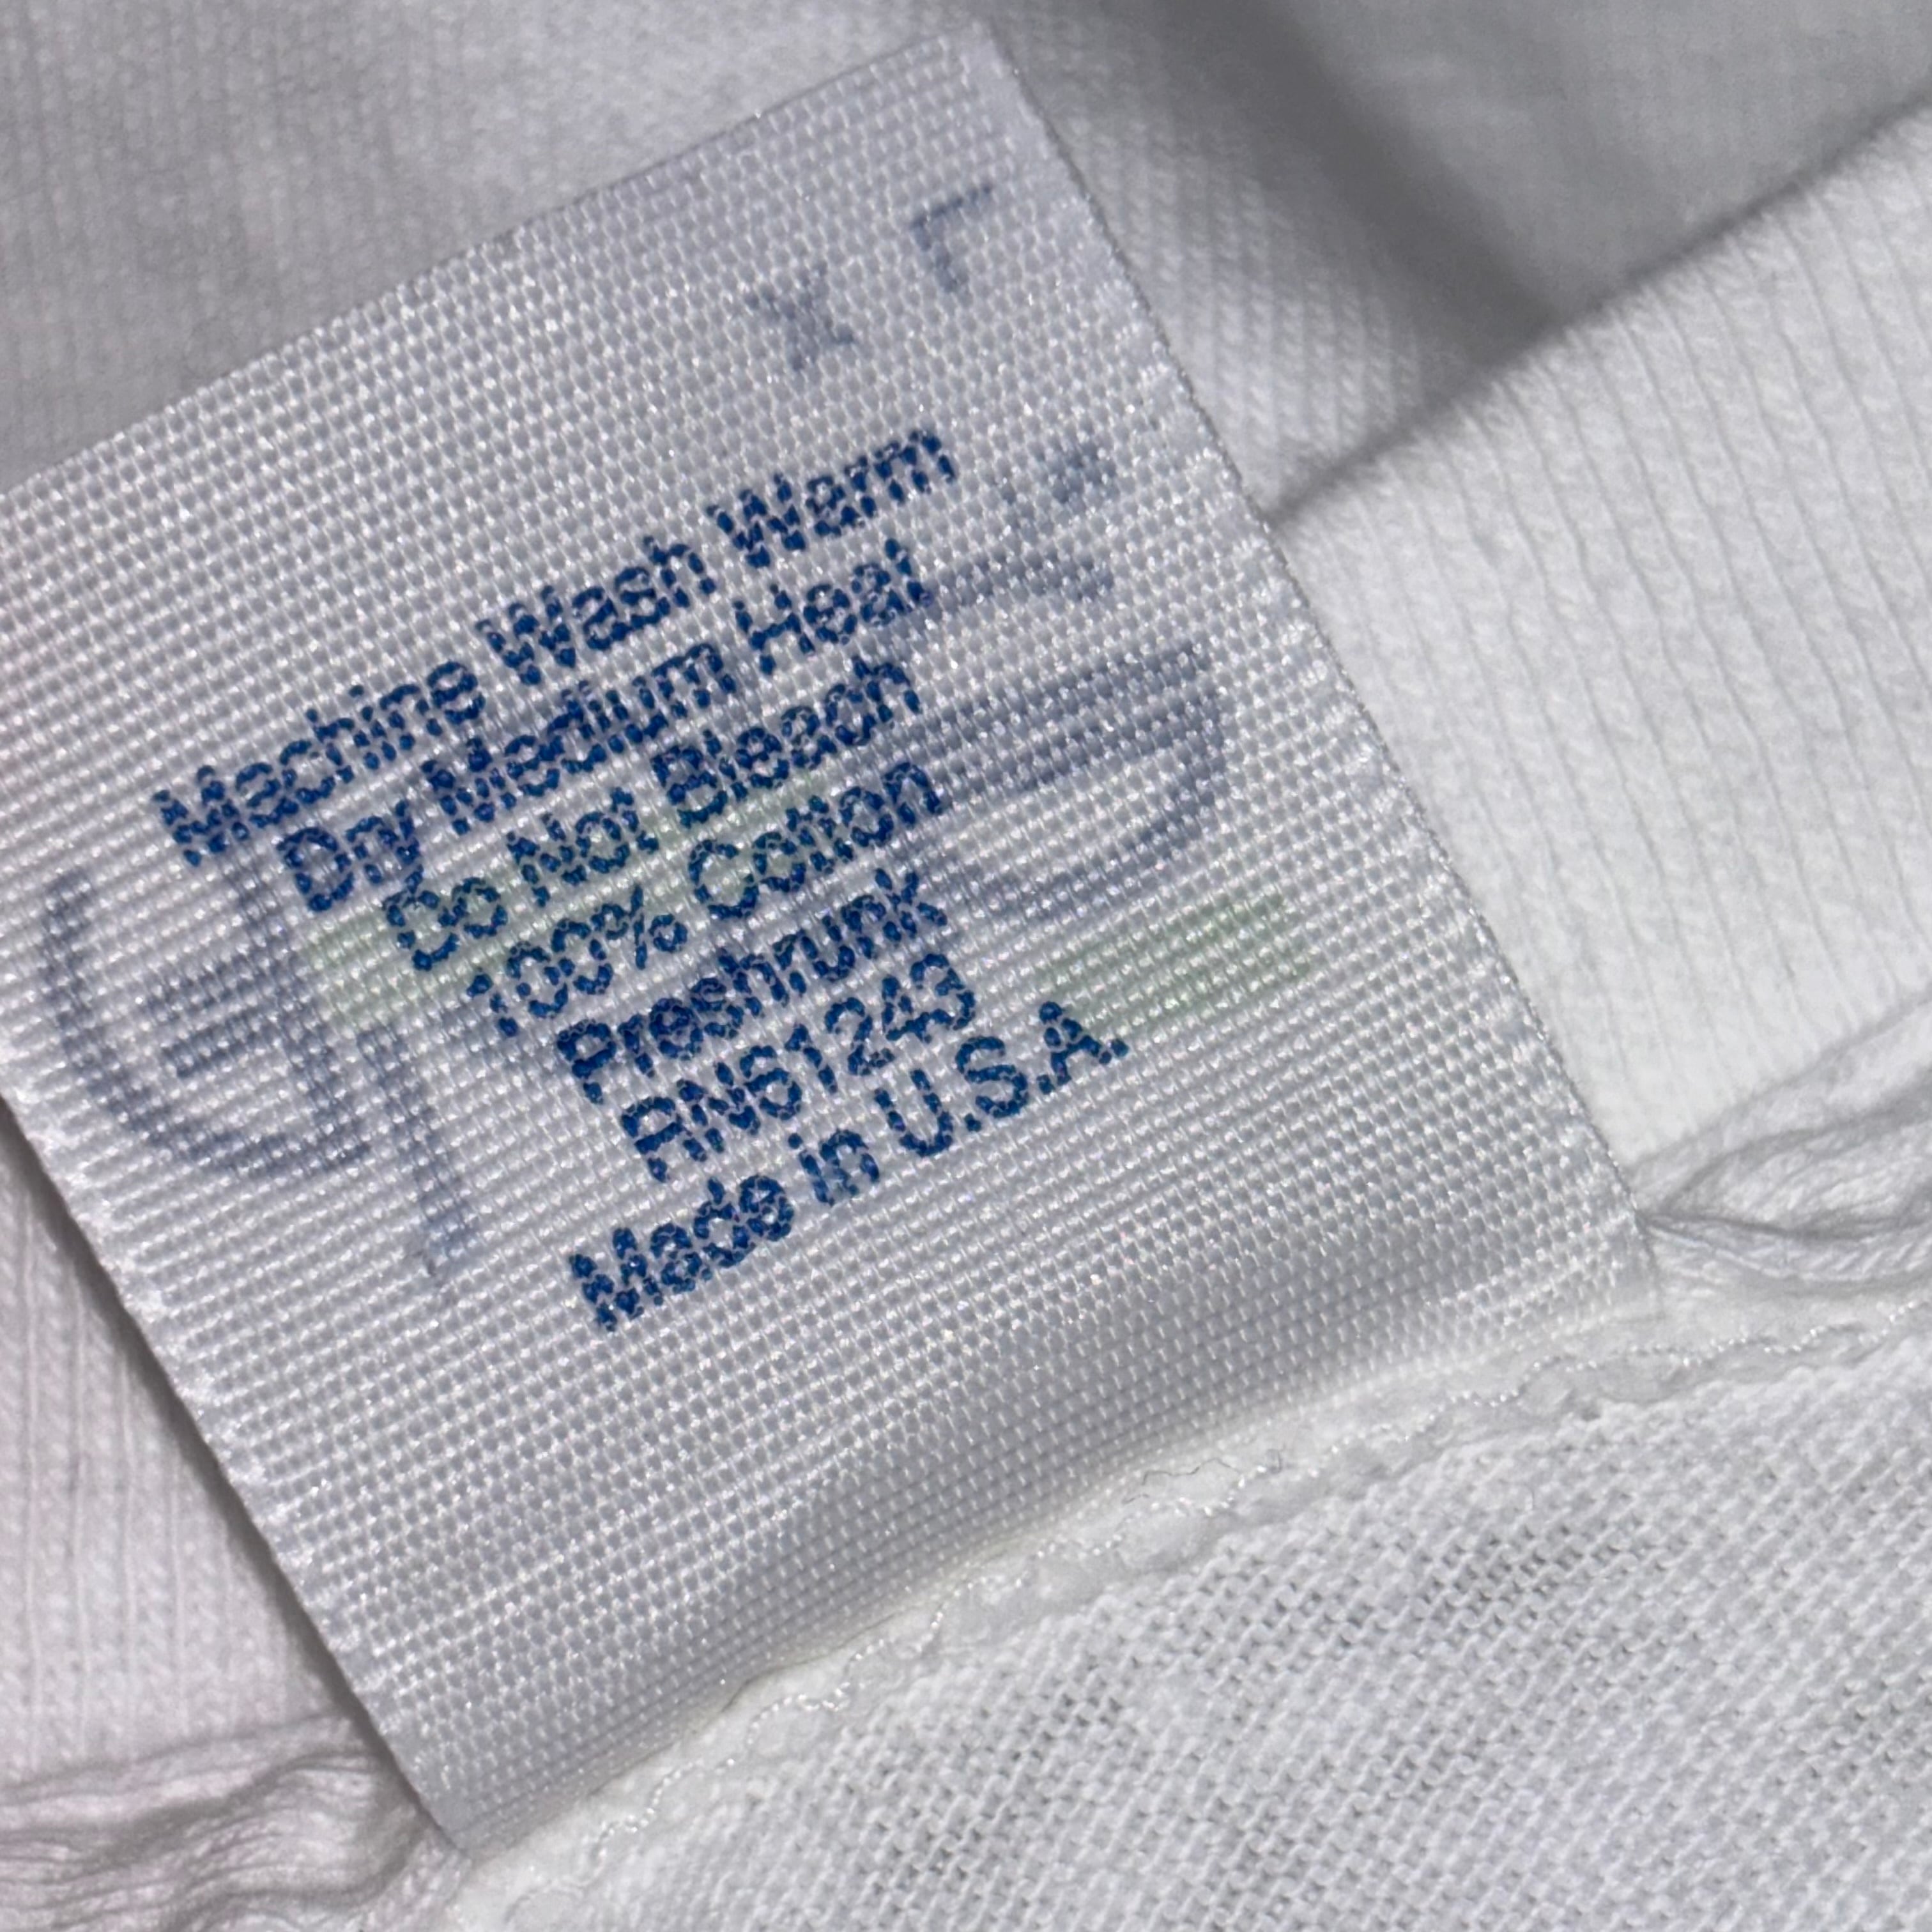 Machine Wash Warm
Dry Medium Heat
Do Not Bleach
100% Cotton
Preshrunk
RN61243
Made in U.S.A.